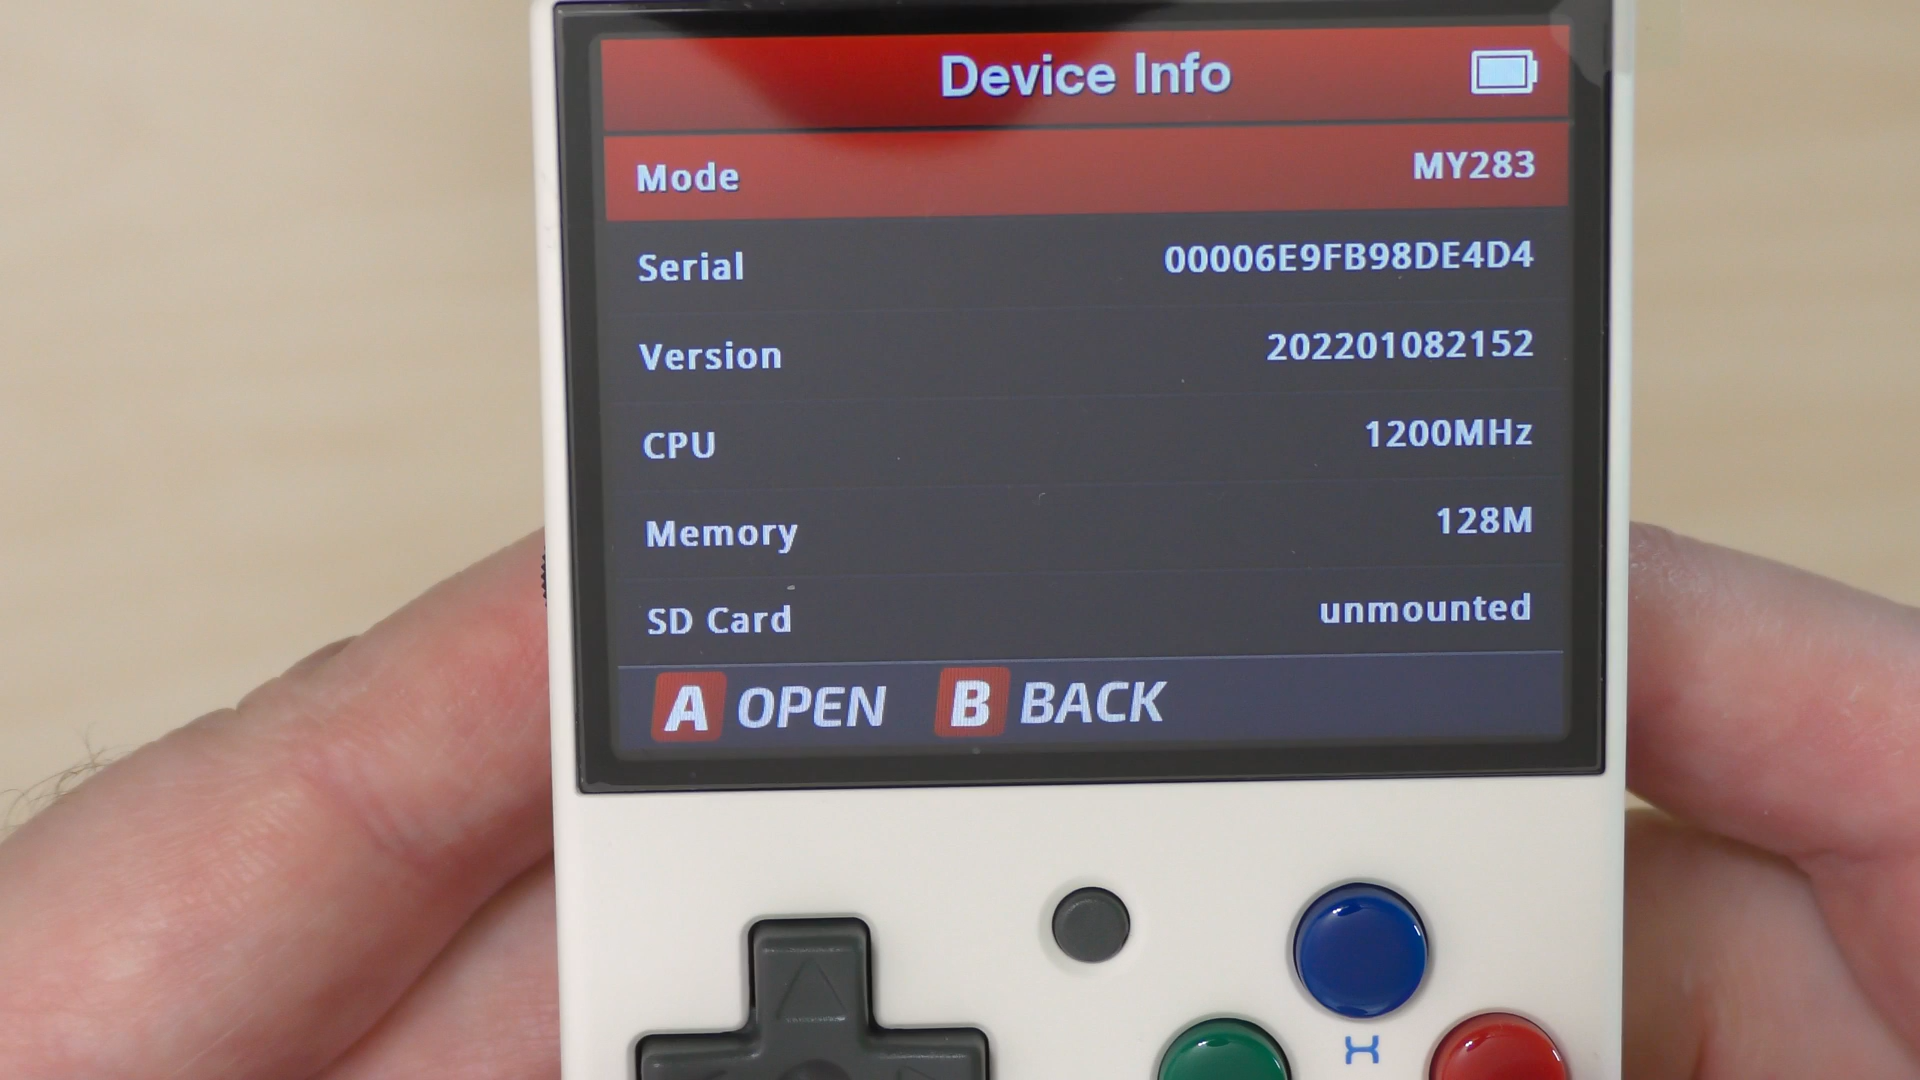 Device Info
Mode MY283
Serial 00006E9FB98DE4D4
Version 202201082152
CPU 1200MHz
Memory 128M
SD Card unmounted
A OPEN B BACK
X